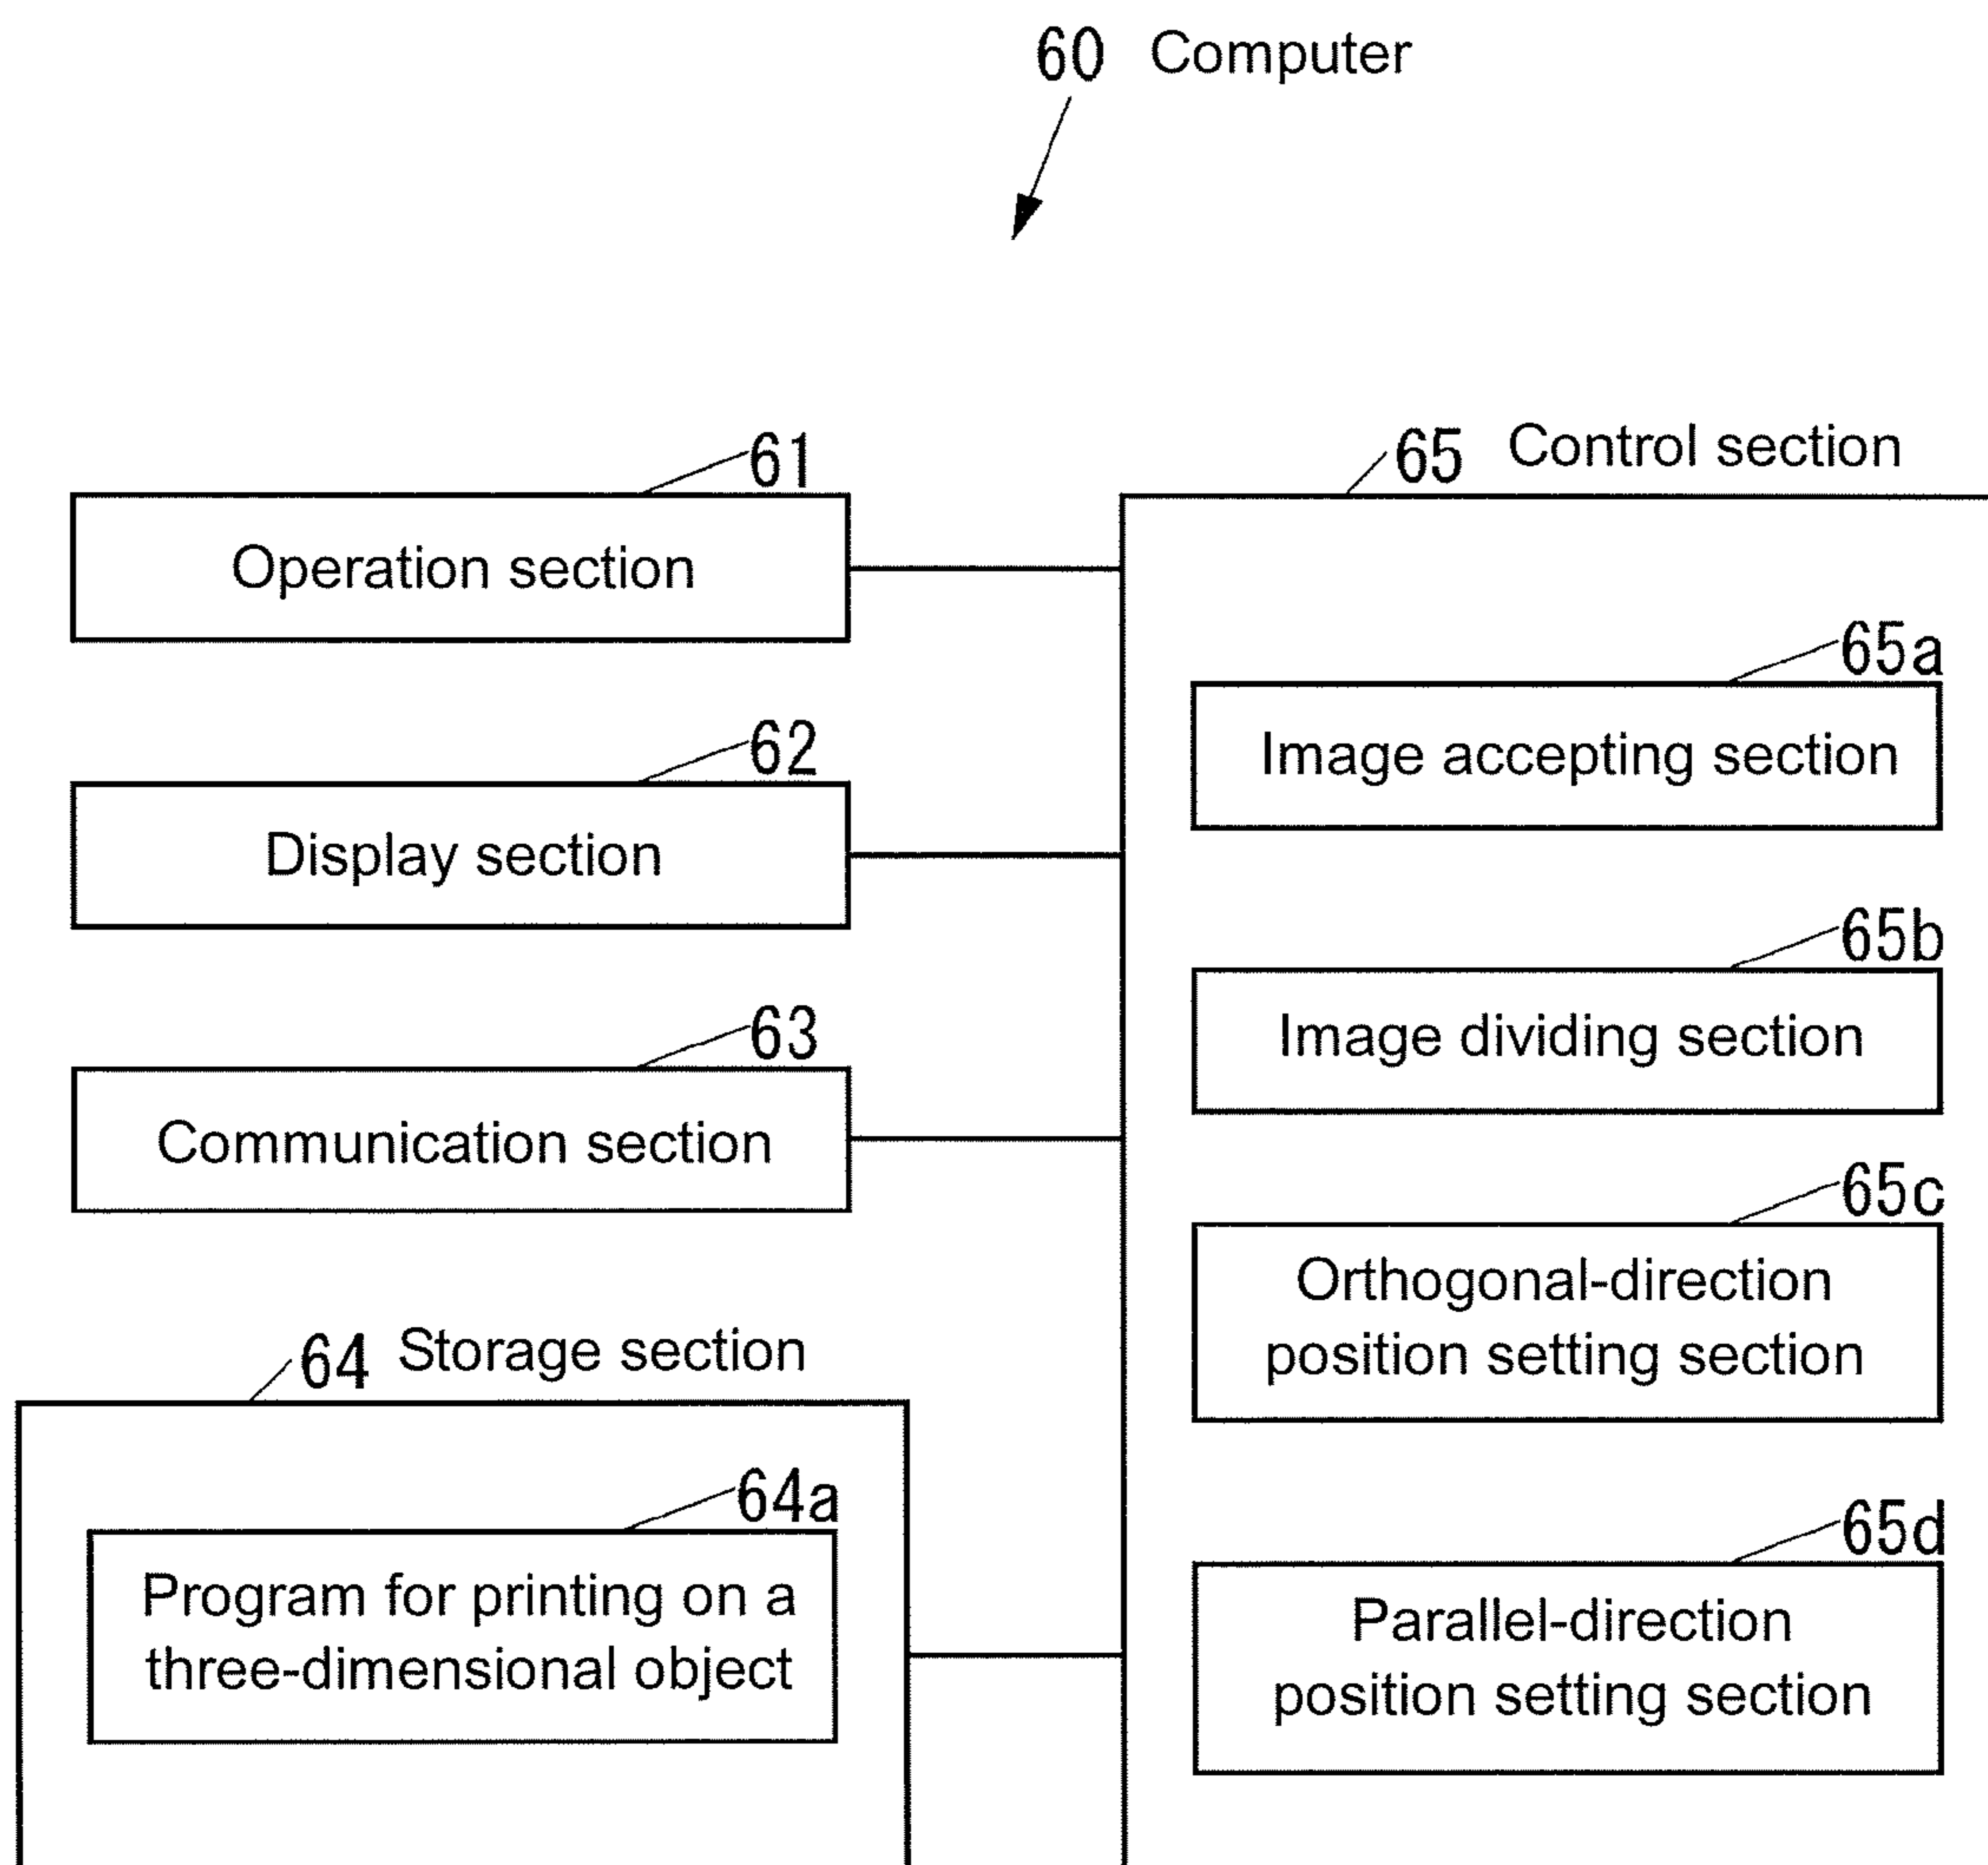 60 Computer
61
Operation section
62
Display section
63
Communication section
64 Storage section
64a
Program for printing on a
three-dimensional object
65 Control section
65a
Image accepting section
65b
Image dividing section
65c
Orthogonal-direction
position setting section
65d
Parallel-direction
position setting section